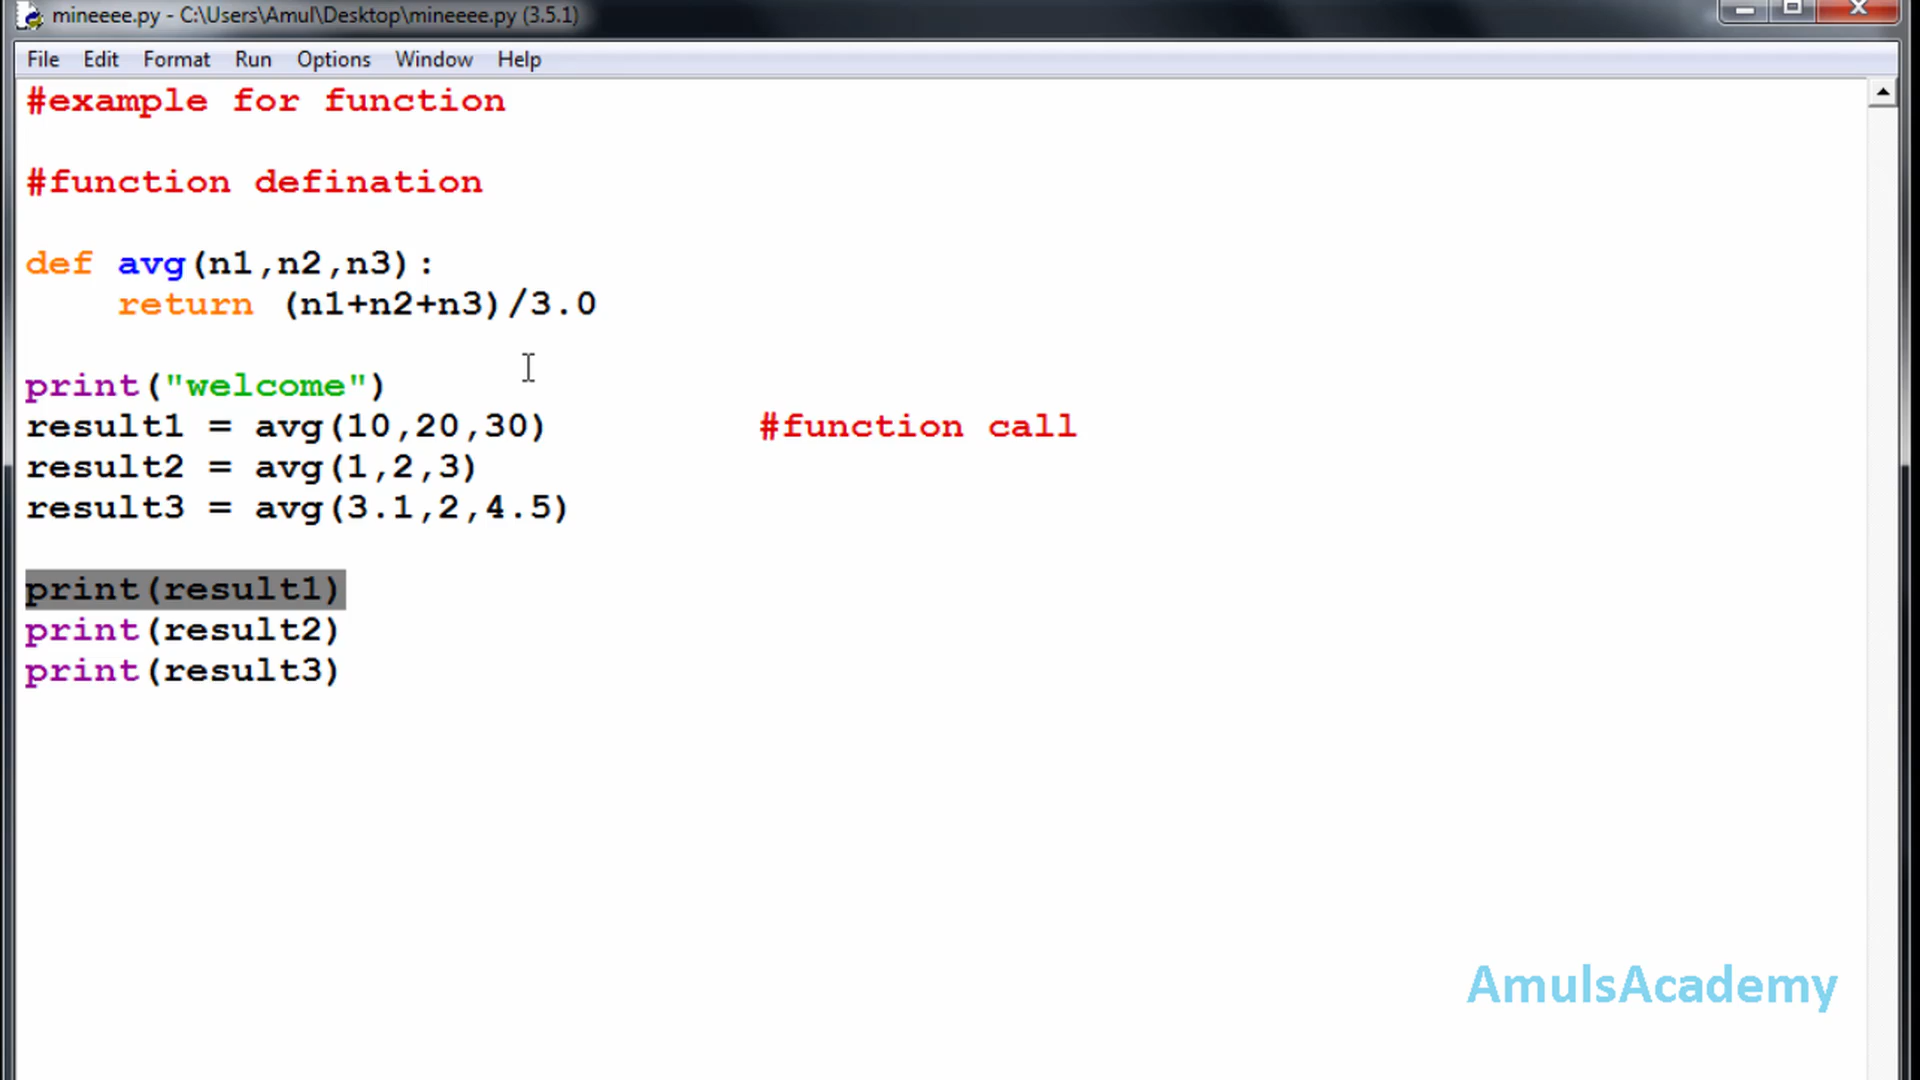 mineeee.py - C:\Users\Amul\Desktop\mineeee.py (3.5.1)
File Edit Format Run Options Window Help
#example for function
#function defination
def avg(n1,n2,n3):
    return (n1+n2+n3)/3.0
print("welcome")
result1 = avg(10,20,30)         #function call
result2 = avg(1,2,3)
result3 = avg(3.1,2,4.5)
print(result1)
print(result2)
print(result3)
AmulsAcademy